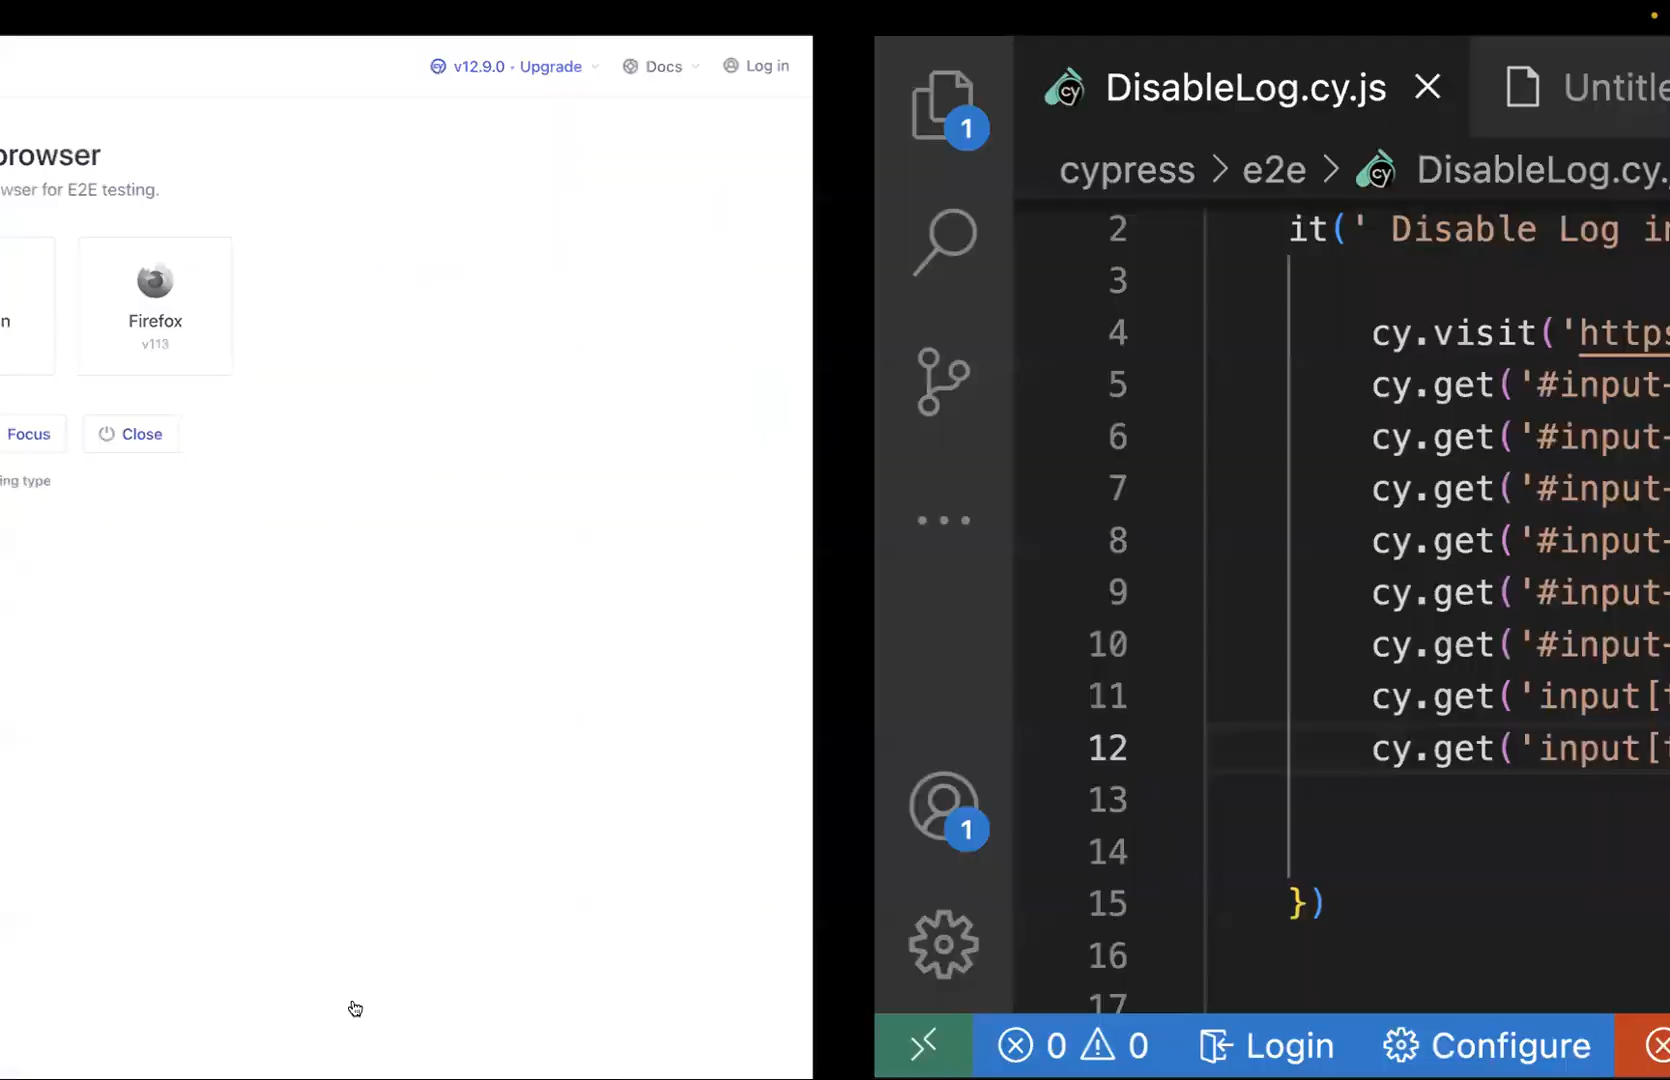 v12.9.0 - Upgrade
Docs
Log in
browser
wser for E2E testing.
n
Firefox
v113
Focus
Close
ing type
1
DisableLog.cy.js
Untitle
cypress > e2e > DisableLog.cy.
2 it(' Disable Log in
3
4 cy.visit('https
5 cy.get('#input-
6 cy.get('#input-
7 cy.get('#input-
8 cy.get('#input-
9 cy.get('#input-
10 cy.get('#input-
11 cy.get('input[t
12 cy.get('input[t
13
14
15 })
16
17
1
0 0 Login Configure